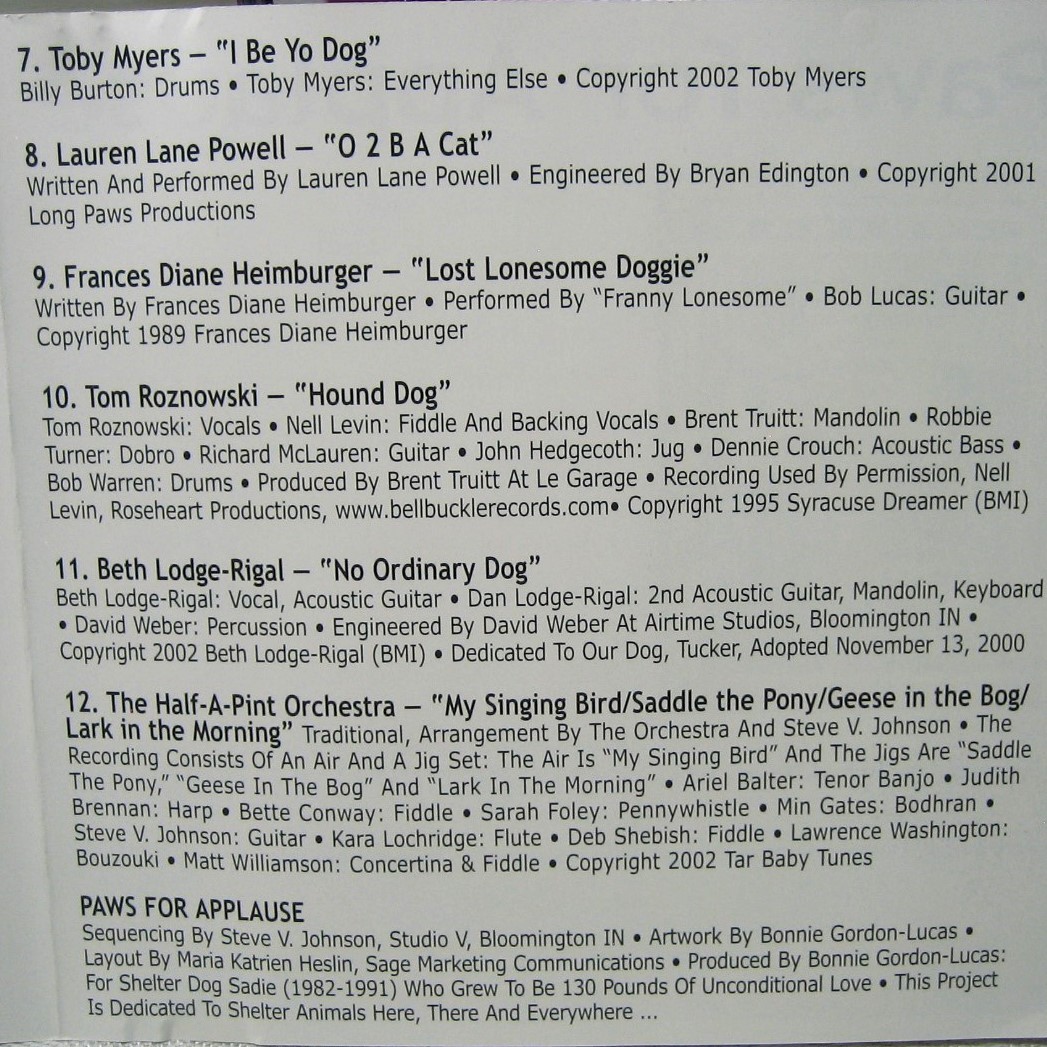 7. Toby Myers – "I Be Yo Dog"
Billy Burton: Drums • Toby Myers: Everything Else • Copyright 2002 Toby Myers
8. Lauren Lane Powell – "O 2 B A Cat"
Written And Performed By Lauren Lane Powell • Engineered By Bryan Edington • Copyright 2001
Long Paws Productions
9. Frances Diane Heimburger – "Lost Lonesome Doggie"
Written By Frances Diane Heimburger • Performed By "Franny Lonesome" • Bob Lucas: Guitar •
Copyright 1989 Frances Diane Heimburger
10. Tom Roznowski – "Hound Dog"
Tom Roznowski: Vocals • Nell Levin: Fiddle And Backing Vocals • Brent Truitt: Mandolin • Robbie
Turner: Dobro • Richard McLauren: Guitar • John Hedgecoth: Jug • Dennie Crouch: Acoustic Bass •
Bob Warren: Drums • Produced By Brent Truitt At Le Garage • Recording Used By Permission, Nell
Levin, Roseheart Productions, www.bellbucklerecords.com• Copyright 1995 Syracuse Dreamer (BMI)
11. Beth Lodge-Rigal – "No Ordinary Dog"
Beth Lodge-Rigal: Vocal, Acoustic Guitar • Dan Lodge-Rigal: 2nd Acoustic Guitar, Mandolin, Keyboard
• David Weber: Percussion • Engineered By David Weber At Airtime Studios, Bloomington IN •
Copyright 2002 Beth Lodge-Rigal (BMI) • Dedicated To Our Dog, Tucker, Adopted November 13, 2000
12. The Half-A-Pint Orchestra – "My Singing Bird/Saddle the Pony/Geese in the Bog/
Lark in the Morning" Traditional, Arrangement By The Orchestra And Steve V. Johnson • The
Recording Consists Of An Air And A Jig Set: The Air Is "My Singing Bird" And The Jigs Are "Saddle
The Pony," "Geese In The Bog" And "Lark In The Morning" • Ariel Balter: Tenor Banjo • Judith
Brennan: Harp • Bette Conway: Fiddle • Sarah Foley: Pennywhistle • Min Gates: Bodhran •
Steve V. Johnson: Guitar • Kara Lochridge: Flute • Deb Shebish: Fiddle • Lawrence Washington:
Bouzouki • Matt Williamson: Concertina & Fiddle • Copyright 2002 Tar Baby Tunes
PAWS FOR APPLAUSE
Sequencing By Steve V. Johnson, Studio V, Bloomington IN • Artwork By Bonnie Gordon-Lucas •
Layout By Maria Katrien Heslin, Sage Marketing Communications • Produced By Bonnie Gordon-Lucas:
For Shelter Dog Sadie (1982-1991) Who Grew To Be 130 Pounds Of Unconditional Love • This Project
Is Dedicated To Shelter Animals Here, There And Everywhere ...